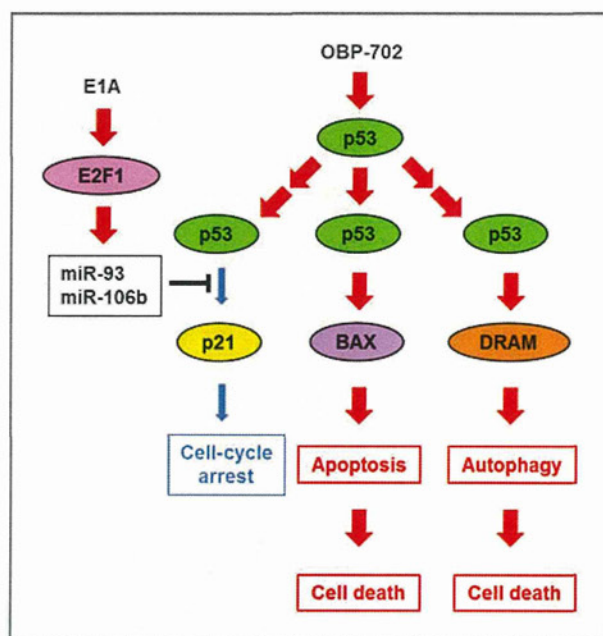 OBP-702
E1A
p53
E2F1
p53
p53
p53
miR-93
miR-106b
p21
BAX
DRAM
Cell-cycle
arrest
Apoptosis
Autophagy
Cell death
Cell death